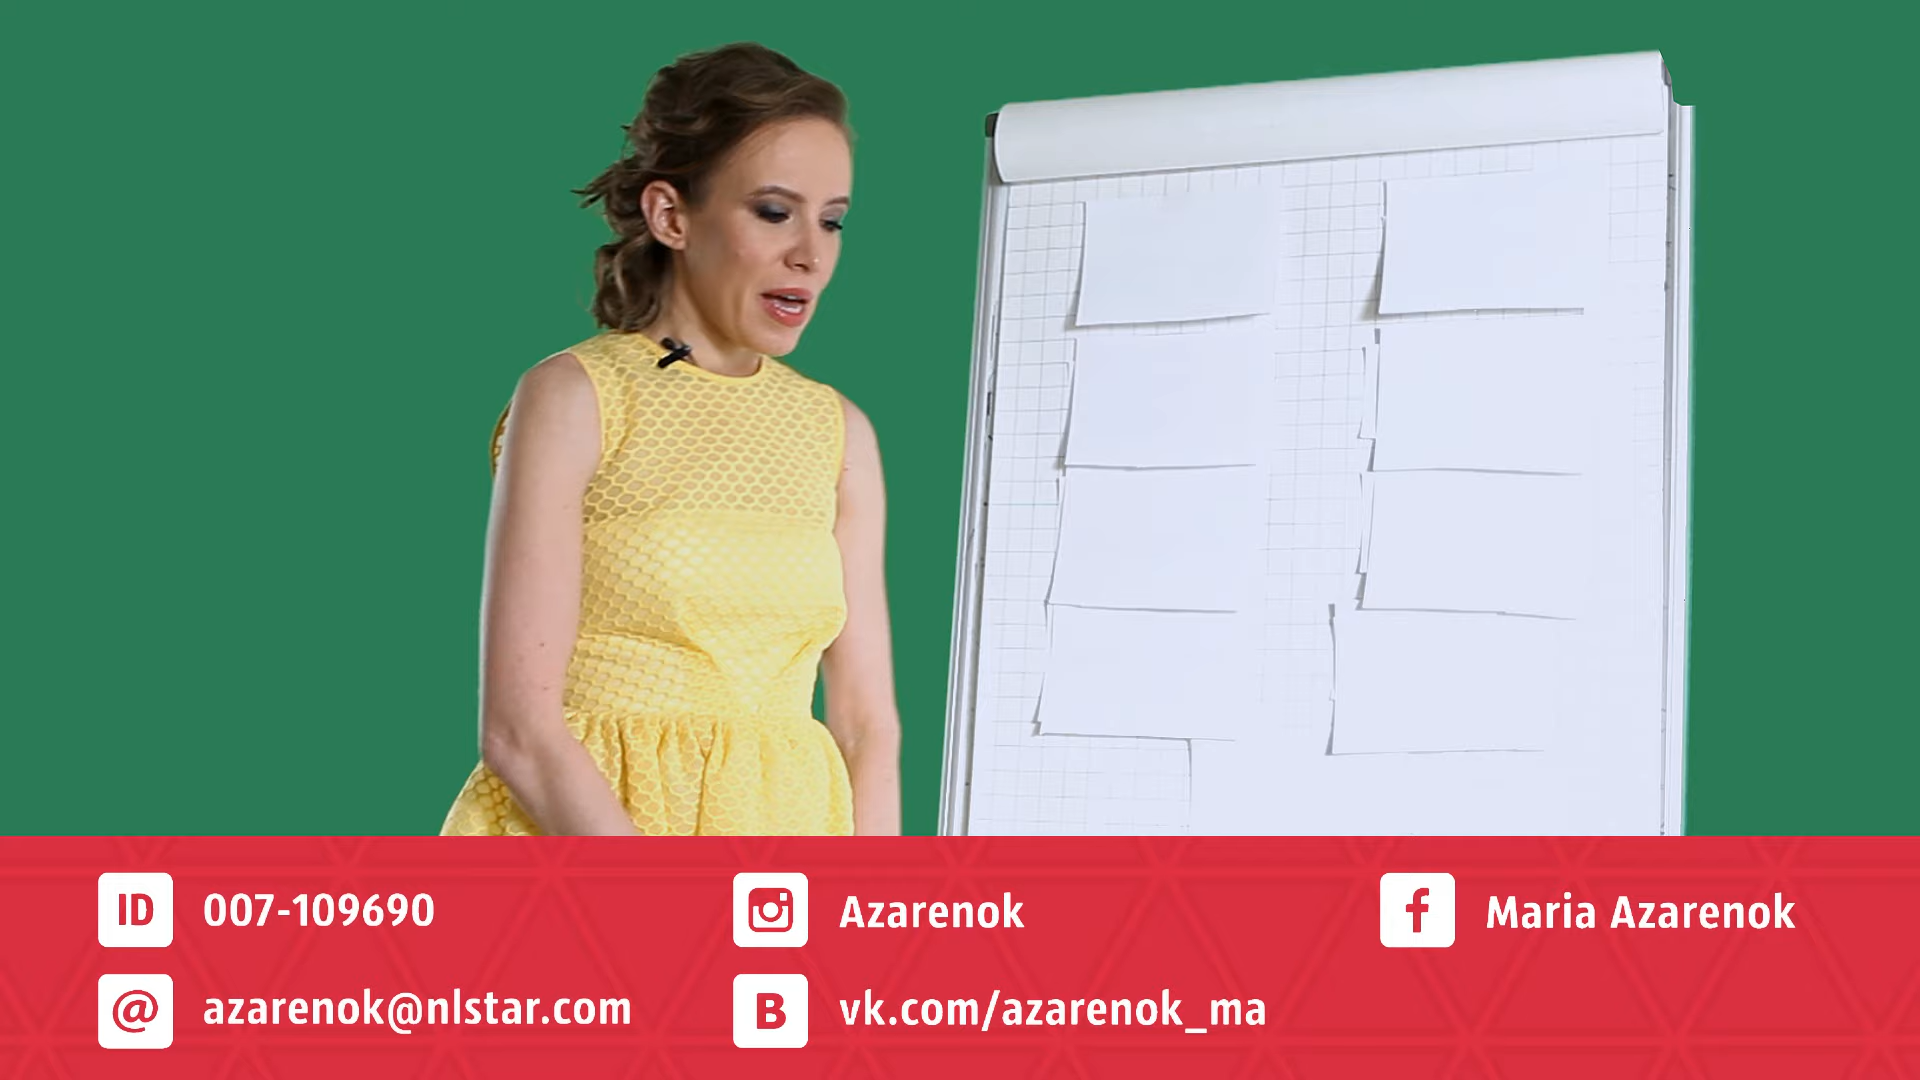 ID 007-109690
Azarenok
f Maria Azarenok
@ azarenok@nlstar.com
B vk.com/azarenok_ma